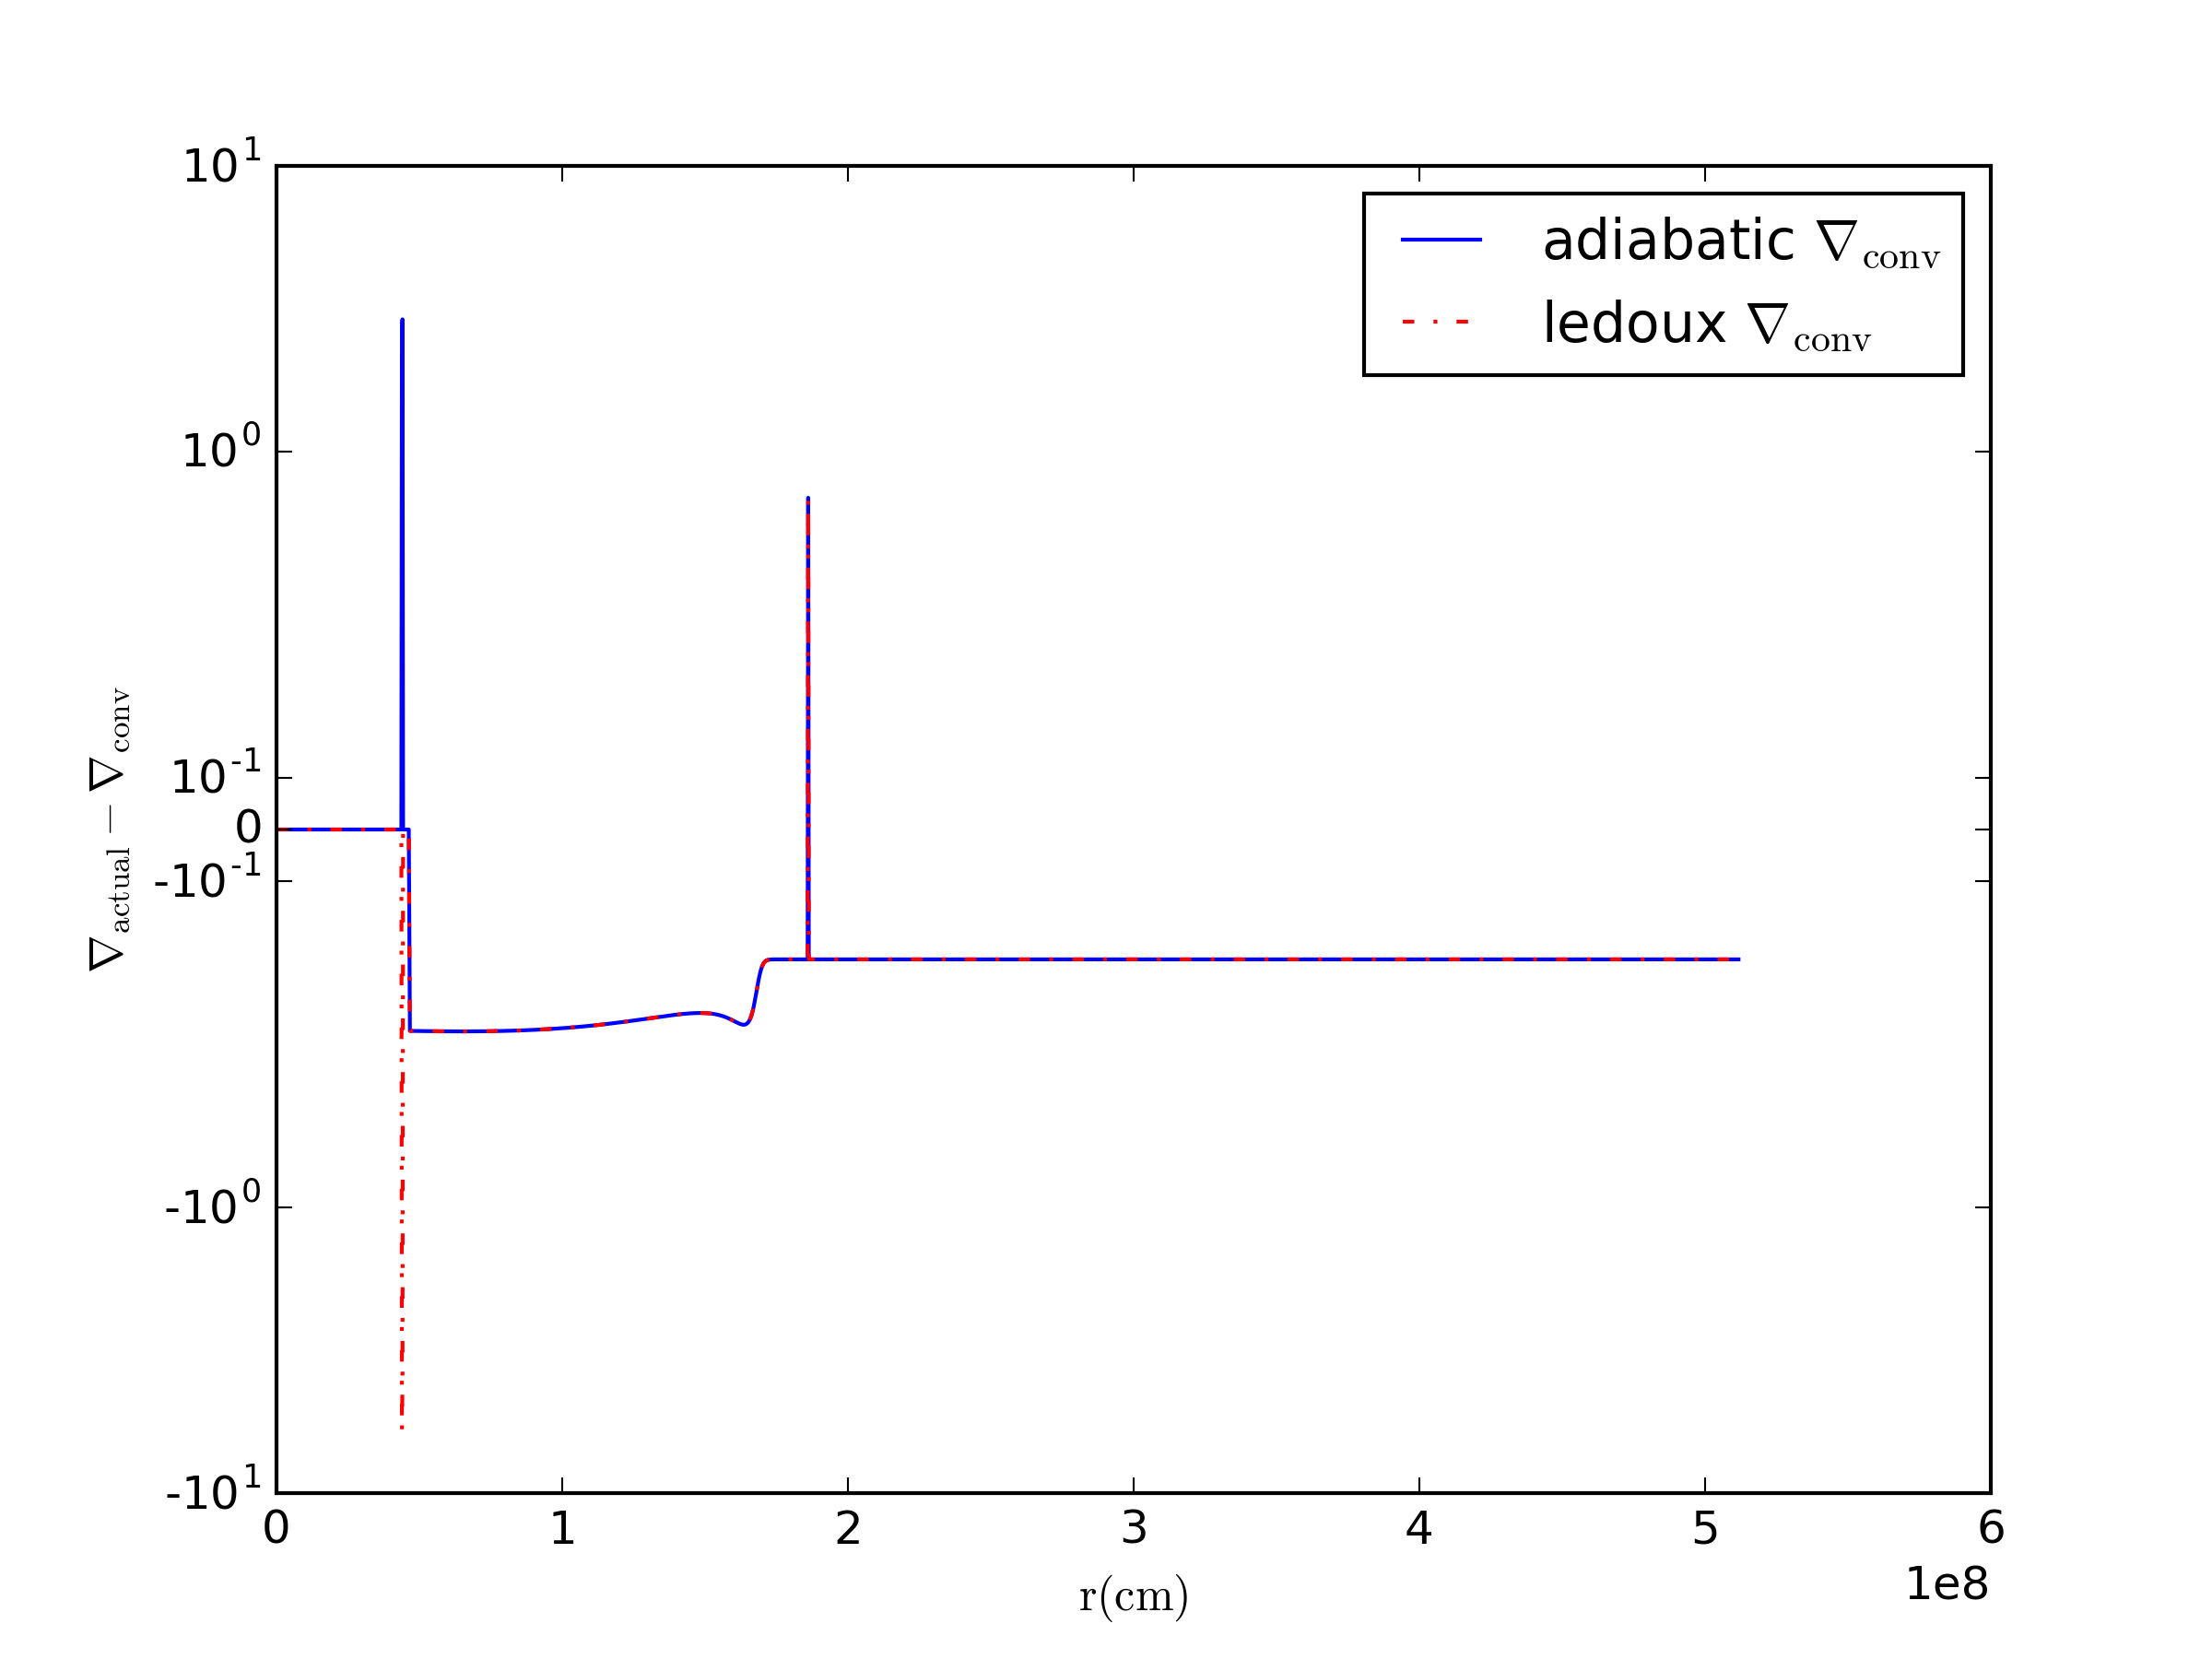 10^1
10^0
10^-1
0
-10^-1
-10^0
-10^1
∇actual − ∇conv
adiabatic ∇conv
ledoux ∇conv
0 1 2 3 4 5 6
1e8
r(cm)